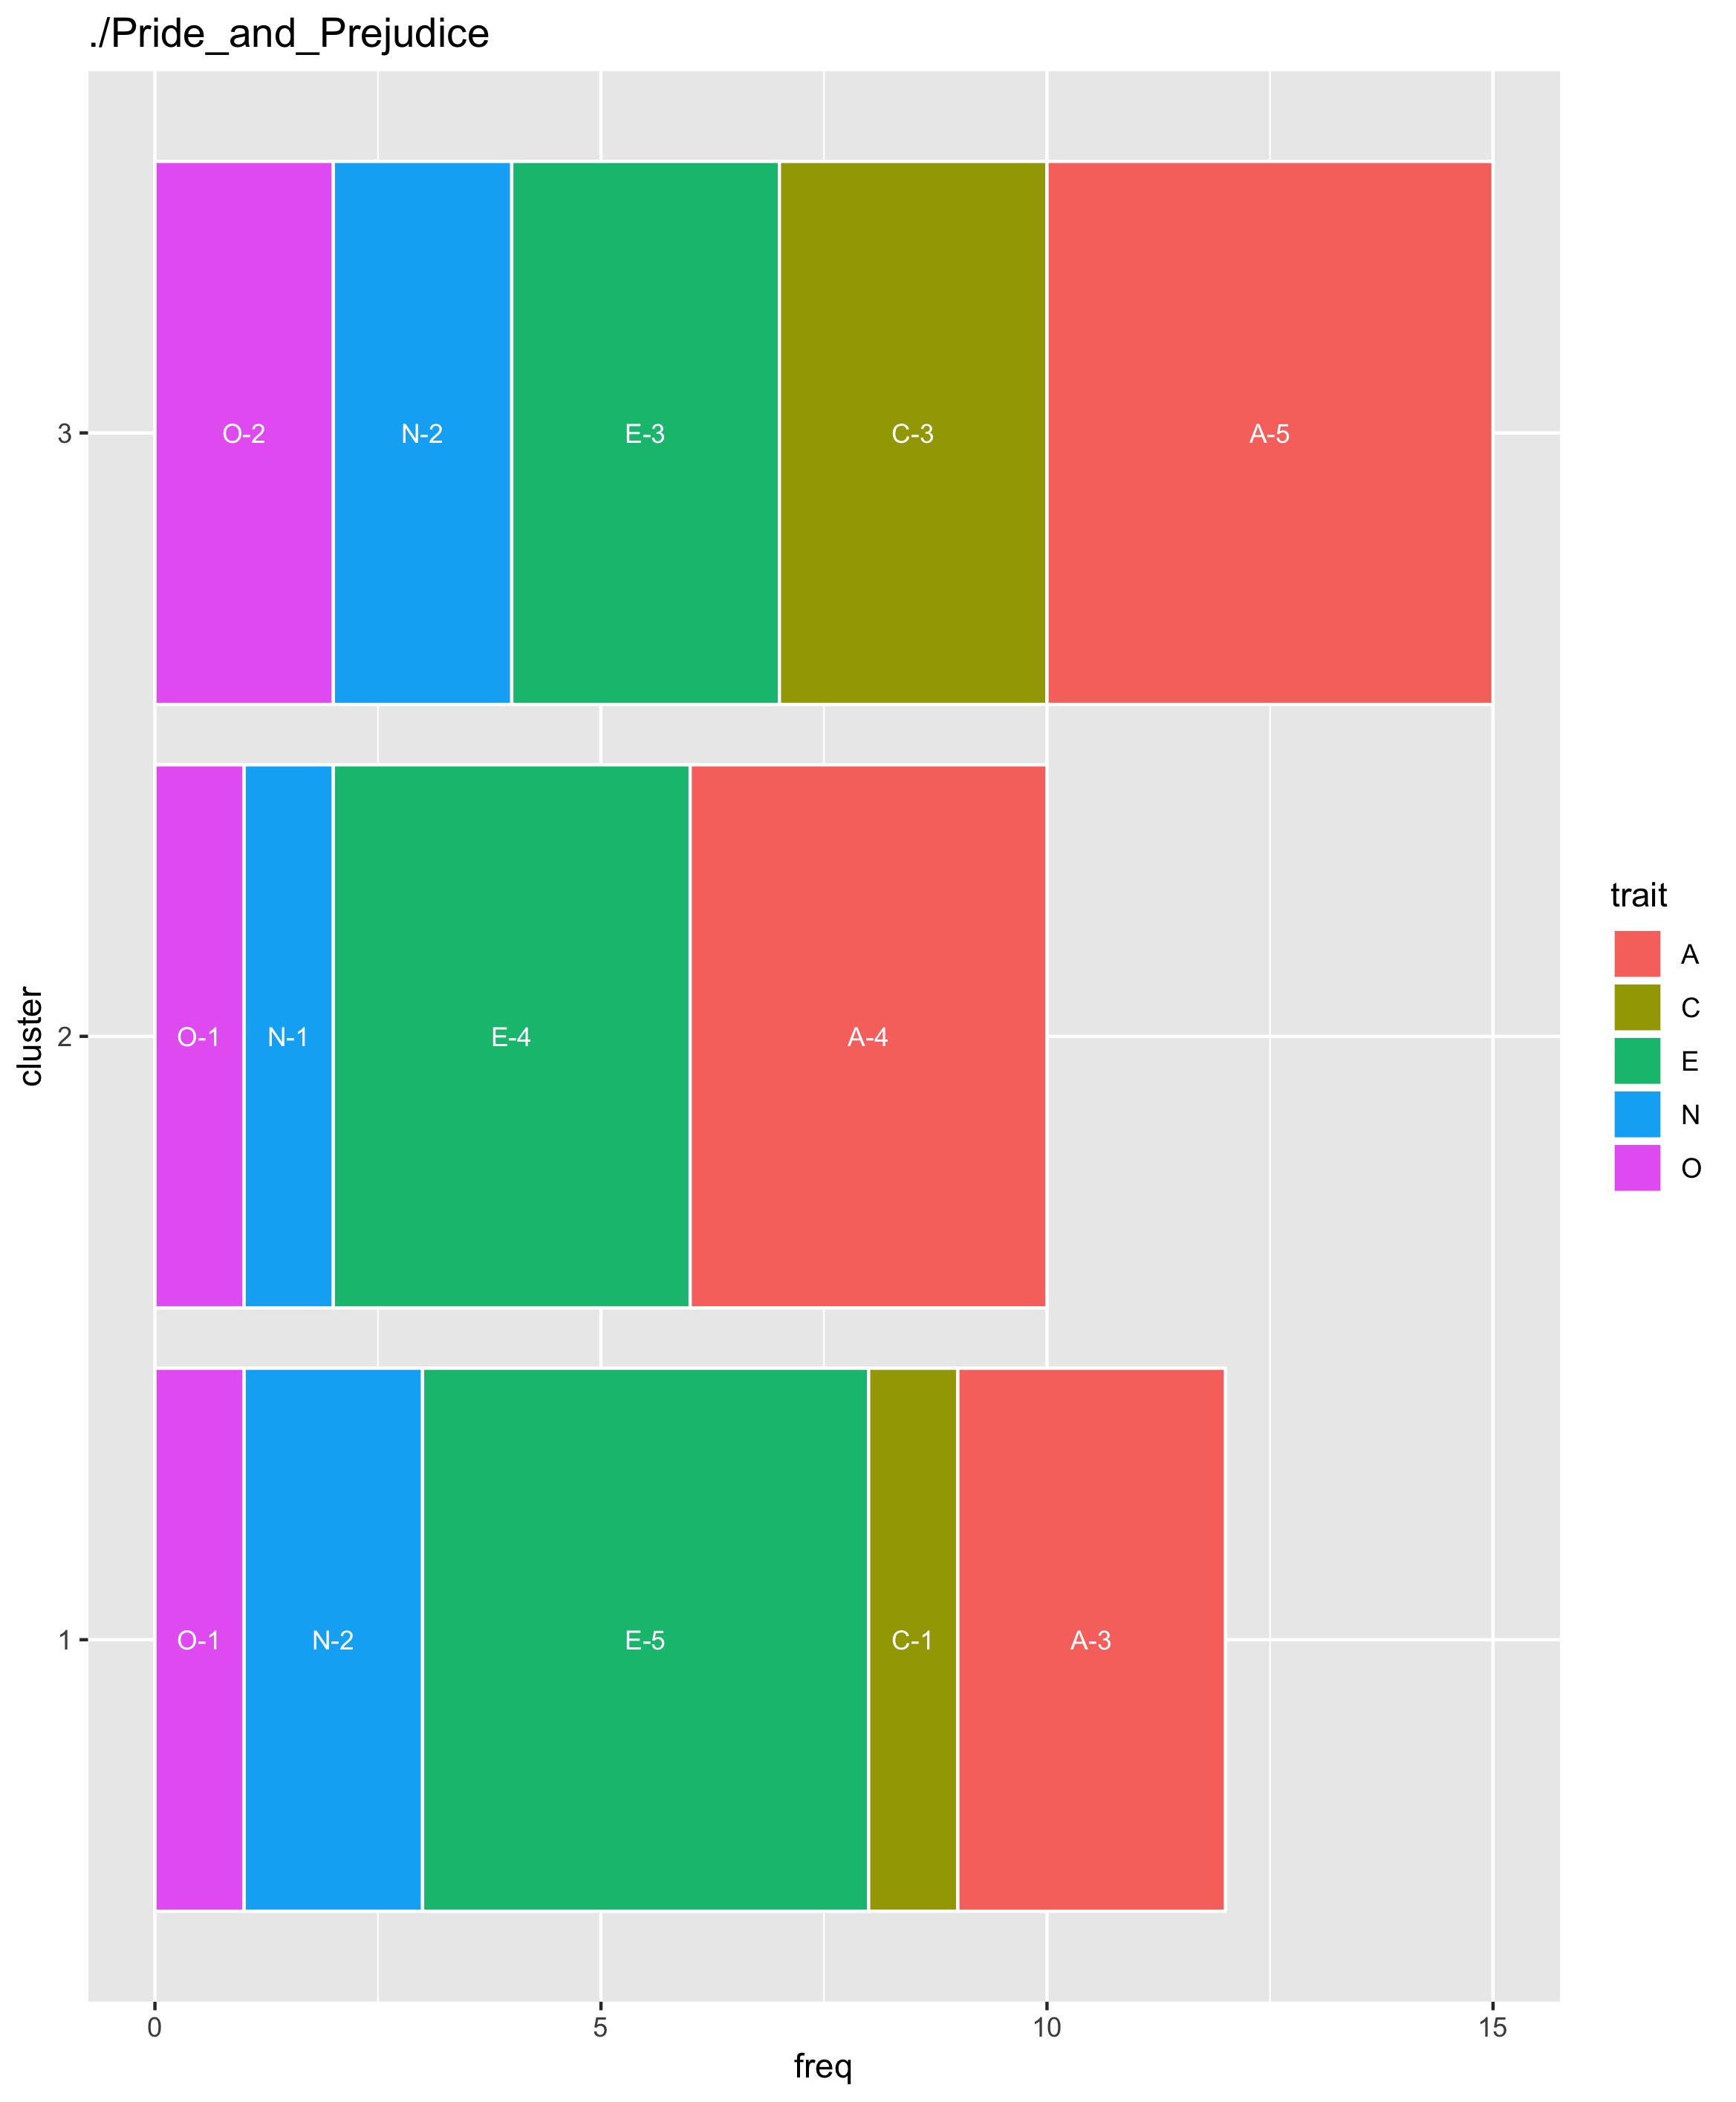 ./Pride_and_Prejudice
3
O-2 N-2 E-3 C-3 A-5
cluster
2
O-1 N-1 E-4 A-4
1
O-1 N-2 E-5 C-1 A-3
0 5 10 15
freq
trait
A
C
E
N
O